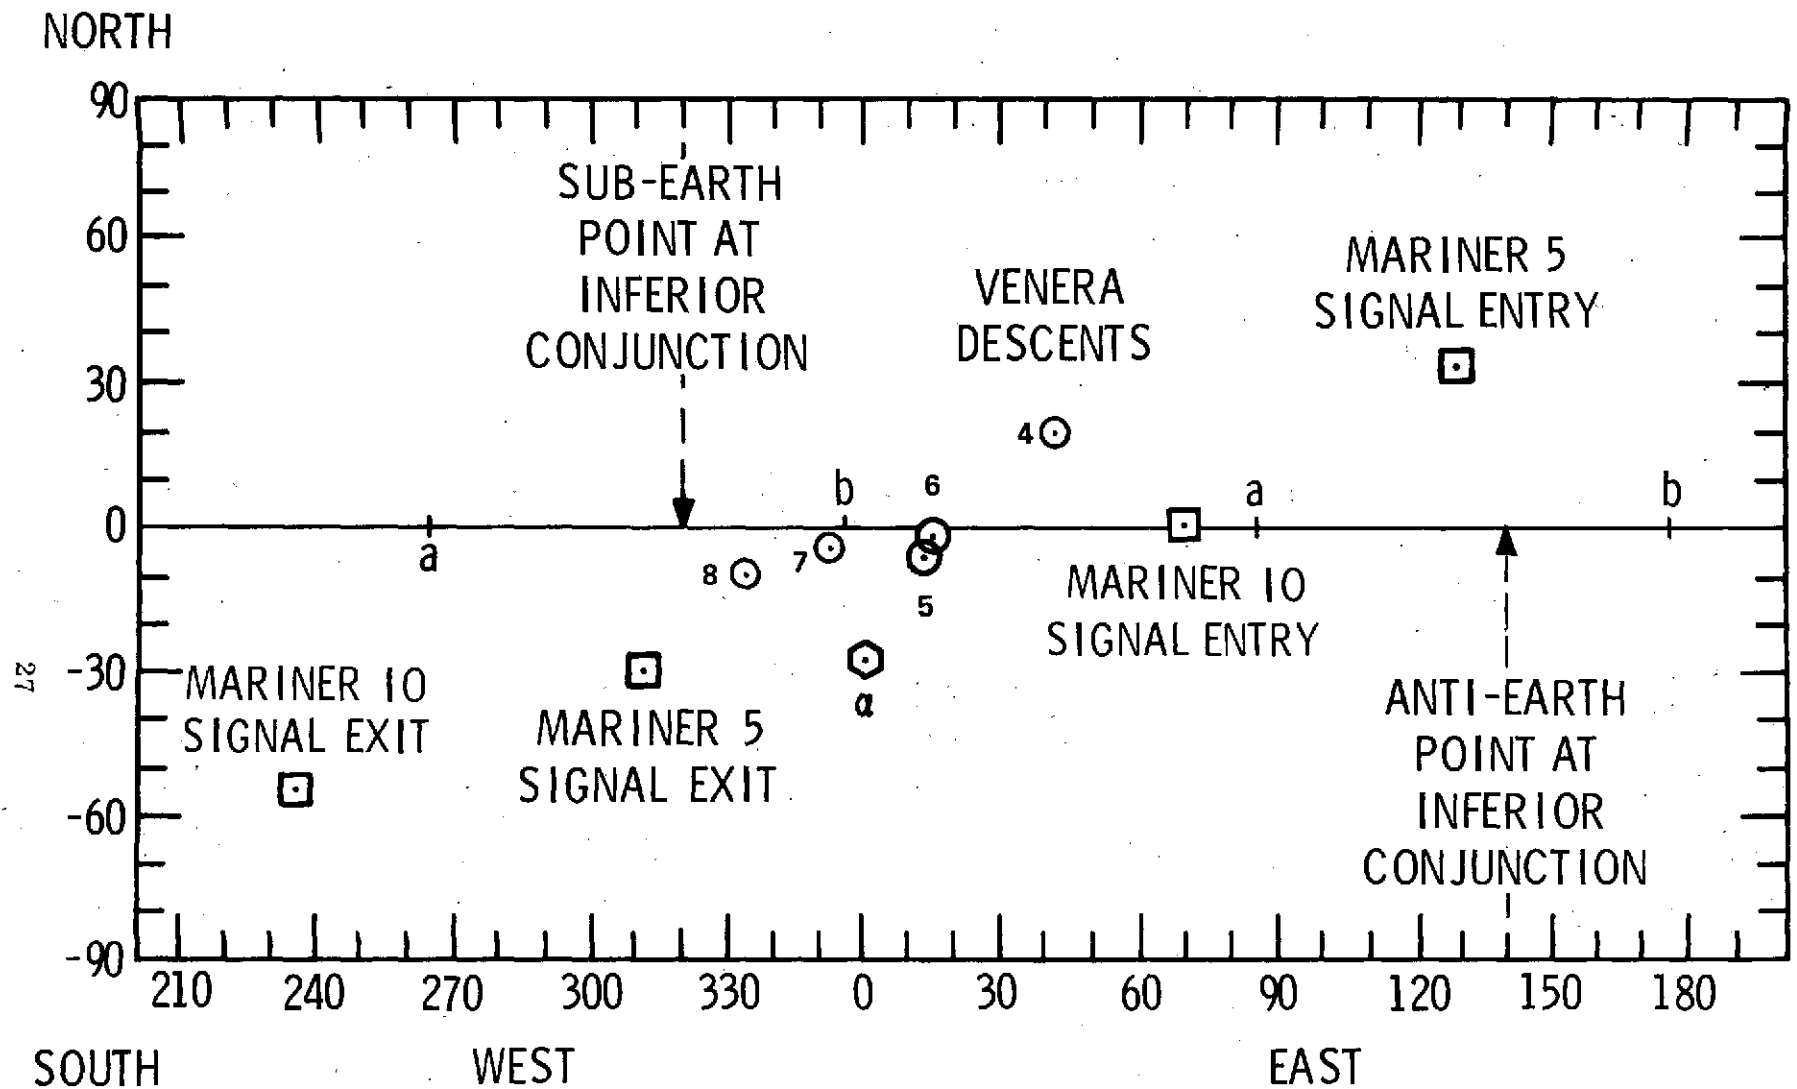 NORTH
90
60
30
0
-30
-60
-90
SUB-EARTH
POINT AT
INFERIOR
CONJUNCTION
VENERA
DESCENTS
MARINER 5
SIGNAL ENTRY
4
b
6
a
b
a
8
7
5
MARINER 10
SIGNAL ENTRY
α
MARINER 10
SIGNAL EXIT
MARINER 5
SIGNAL EXIT
ANTI-EARTH
POINT AT
INFERIOR
CONJUNCTION
27
210 240 270 300 330 0 30 60 90 120 150 180
SOUTH WEST EAST